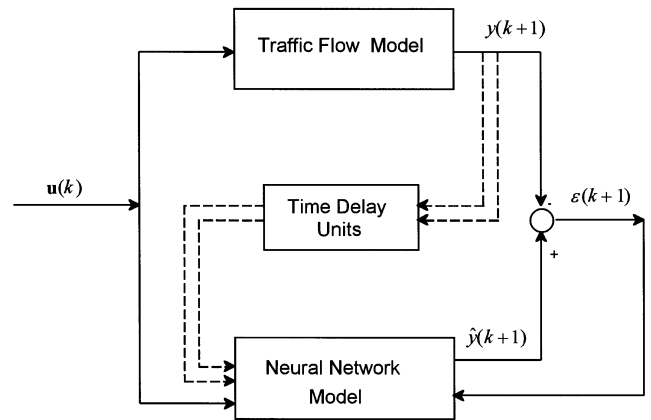 Traffic Flow Model
y(k+1)
u(k)
Time Delay
Units
-
ε(k+1)
+
ŷ(k+1)
Neural Network
Model